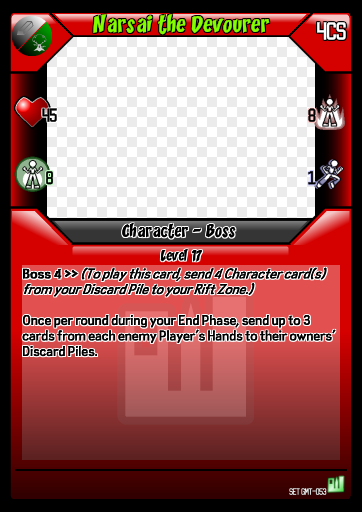 Narsai the Devourer
4CS
45
8
8
1
Character - Boss
Level 17
Boss 4 >> (To play this card, send 4 Character card(s)
from your Discard Pile to your Rift Zone.)
Once per round during your End Phase, send up to 3
cards from each enemy Player's Hands to their owners'
Discard Piles.
SET GMT-053